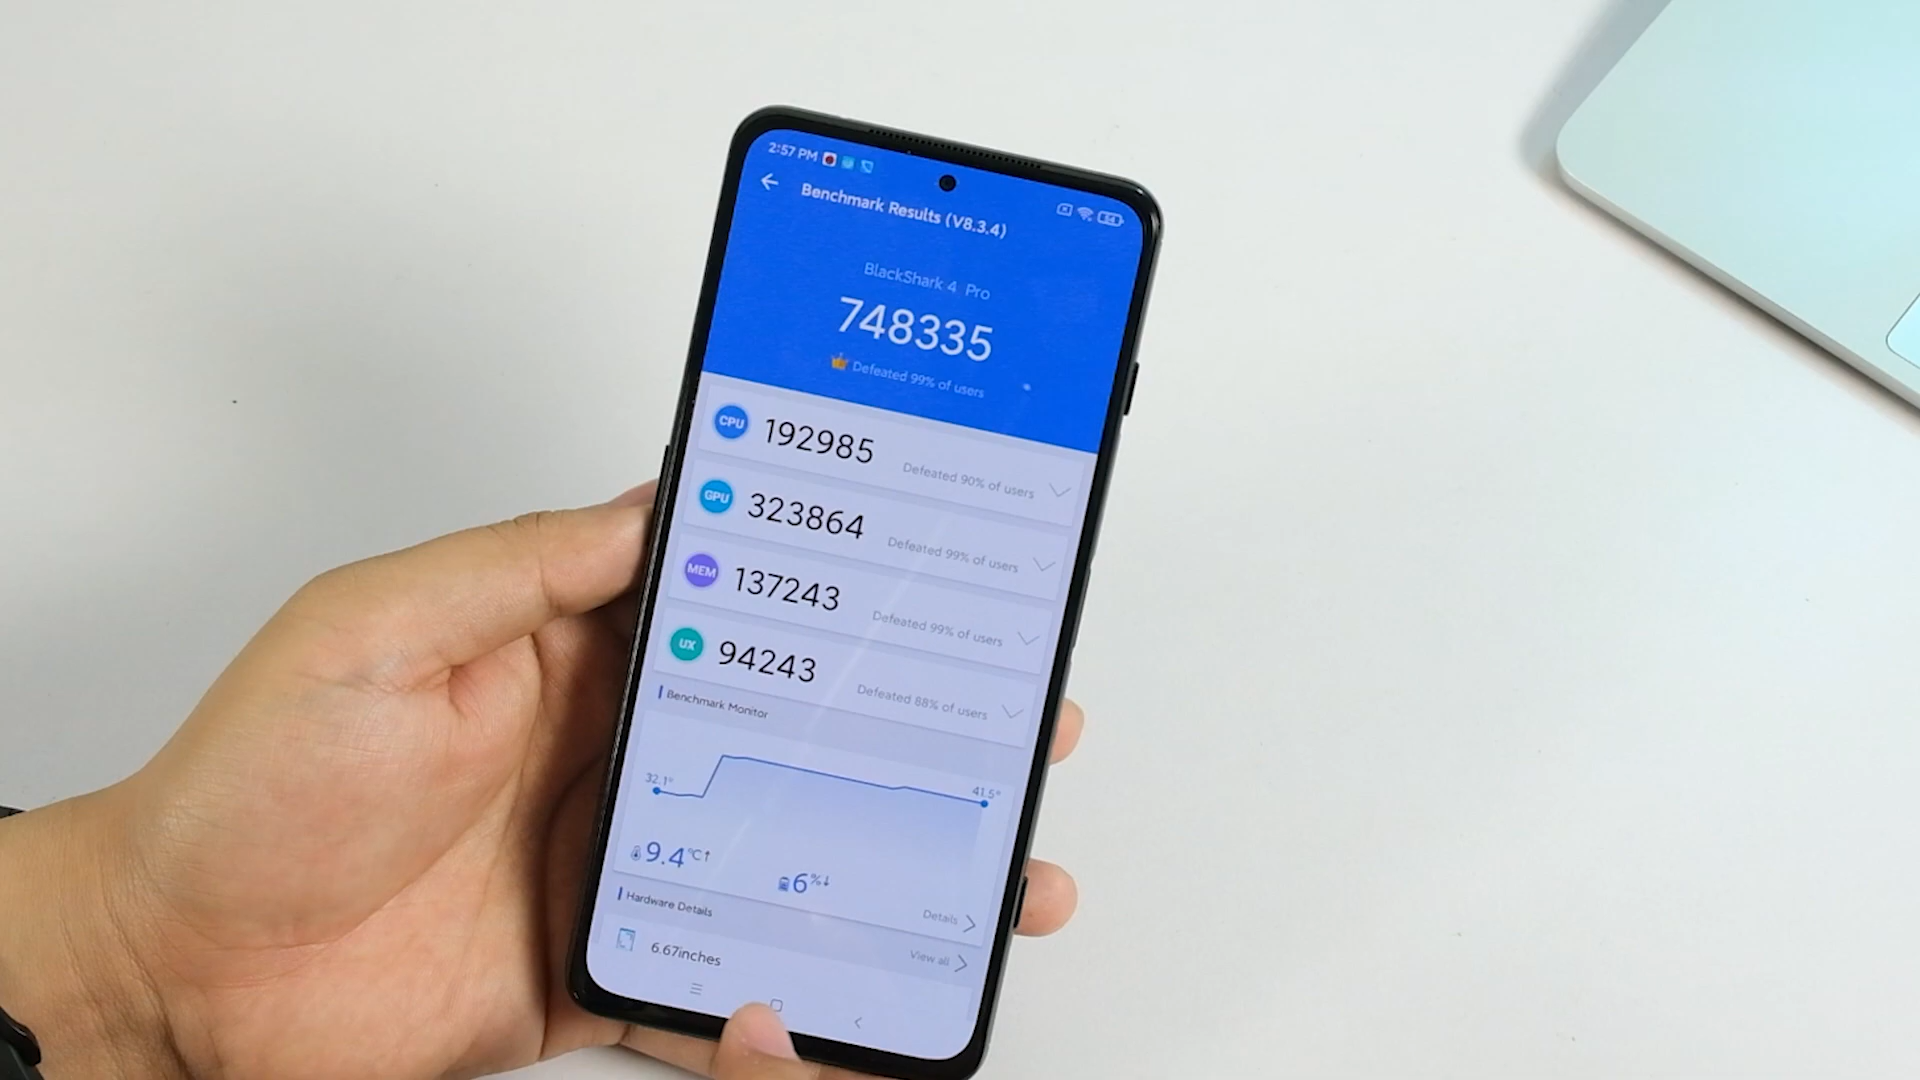 2:57 PM
54
Benchmark Results (V8.3.4)
BlackShark 4 Pro
748335
Defeated 99% of users
CPU 192985 Defeated 90% of users
GPU 323864 Defeated 99% of users
MEM 137243 Defeated 99% of users
UX 94243 Defeated 88% of users
Benchmark Monitor
32.1°
41.5°
9.4°C↑
6%↓
Details
Hardware Details
View all
6.67inches